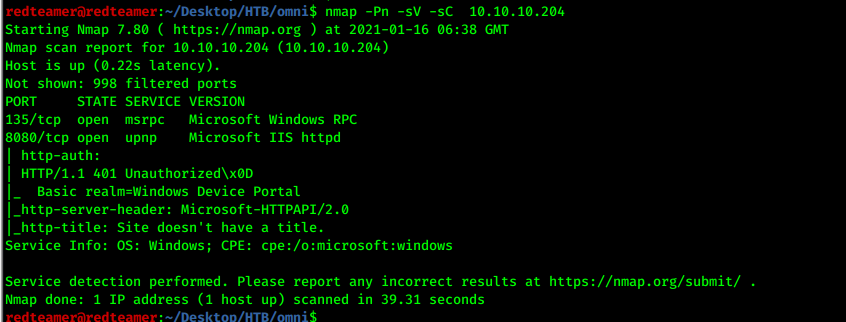 redteamer@redteamer:~/Desktop/HTB/omni$ nmap -Pn -sV -sC  10.10.10.204
Starting Nmap 7.80 ( https://nmap.org ) at 2021-01-16 06:38 GMT
Nmap scan report for 10.10.10.204 (10.10.10.204)
Host is up (0.22s latency).
Not shown: 998 filtered ports
PORT     STATE SERVICE VERSION
135/tcp  open  msrpc   Microsoft Windows RPC
8080/tcp open  upnp    Microsoft IIS httpd
| http-auth:
| HTTP/1.1 401 Unauthorized\x0D
|_  Basic realm=Windows Device Portal
|_http-server-header: Microsoft-HTTPAPI/2.0
|_http-title: Site doesn't have a title.
Service Info: OS: Windows; CPE: cpe:/o:microsoft:windows

Service detection performed. Please report any incorrect results at https://nmap.org/submit/ .
Nmap done: 1 IP address (1 host up) scanned in 39.31 seconds
redteamer@redteamer:~/Desktop/HTB/omni$